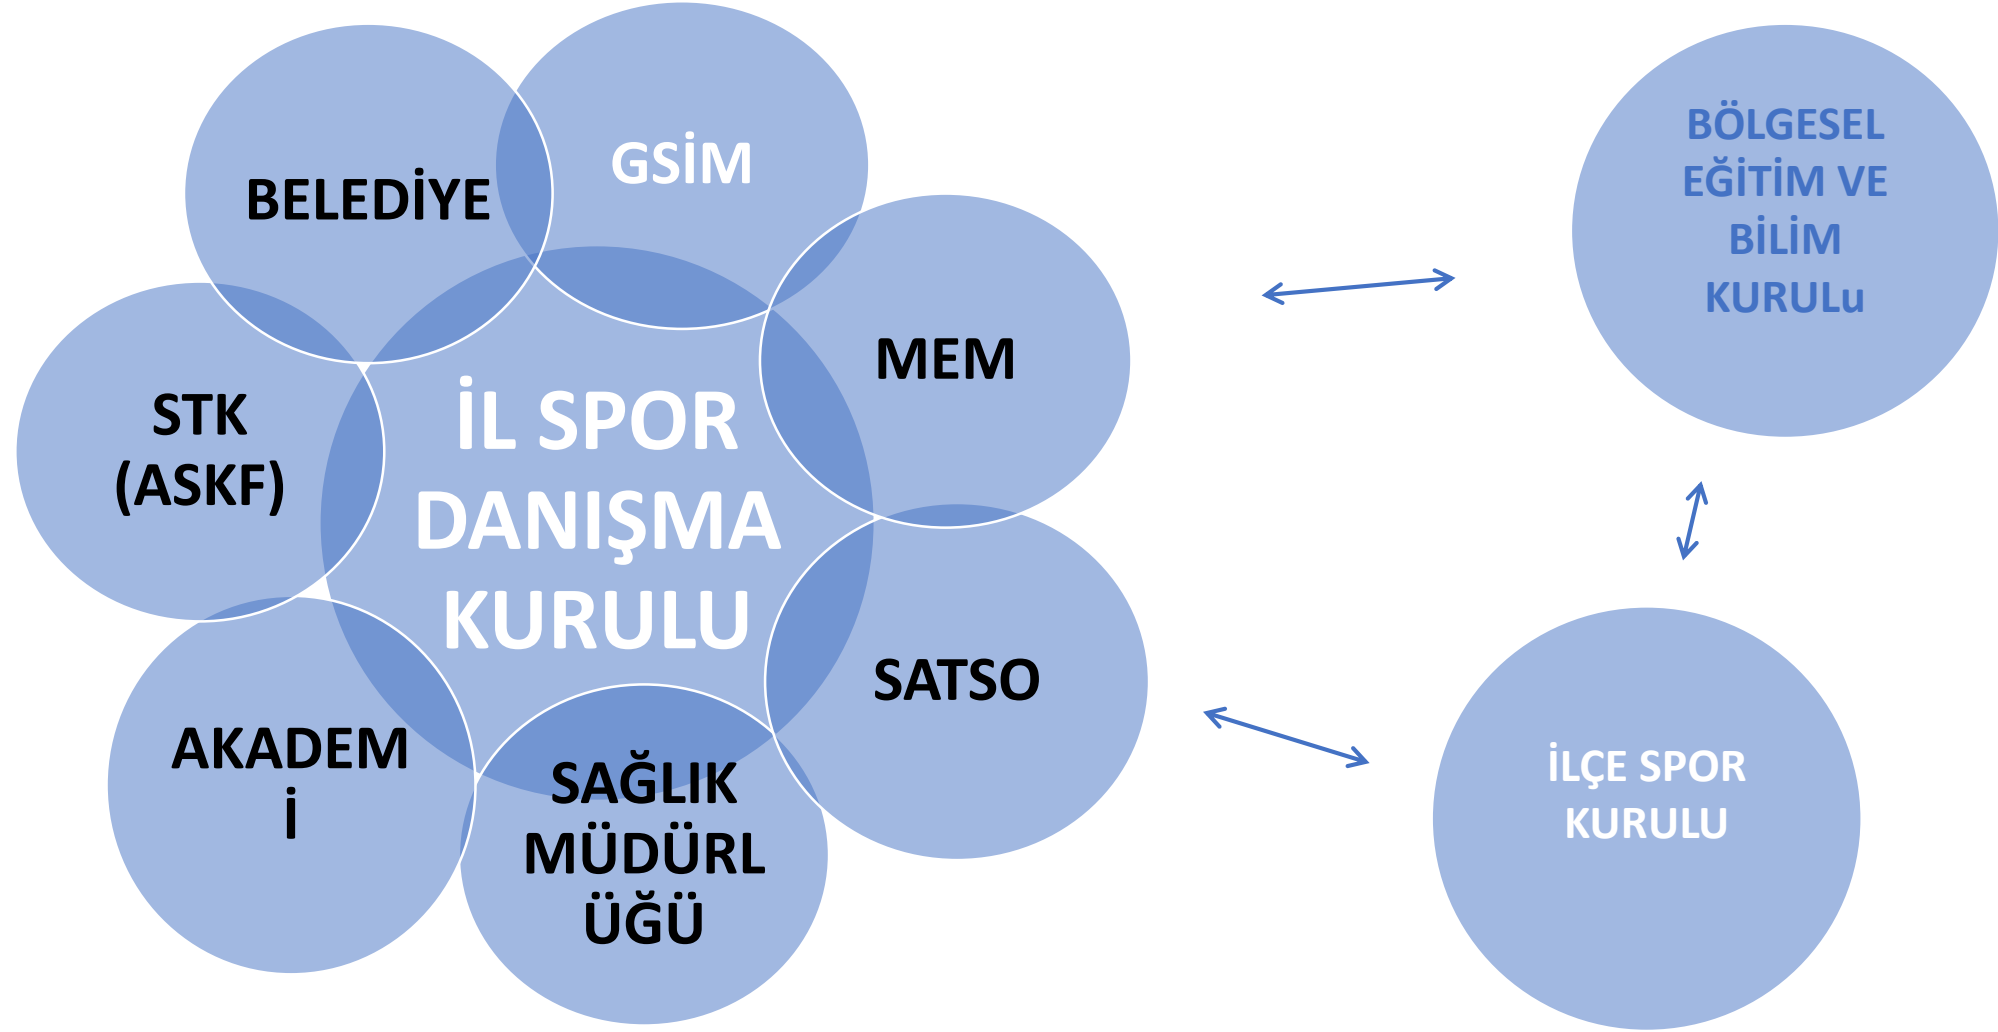 GSİM
BELEDİYE
MEM
STK
(ASKF)
İL SPOR
DANIŞMA
KURULU
SATSO
AKADEM
İ
SAĞLIK
MÜDÜRL
ÜĞÜ
BÖLGESEL
EĞİTİM VE
BİLİM
KURULu
İLÇE SPOR
KURULU